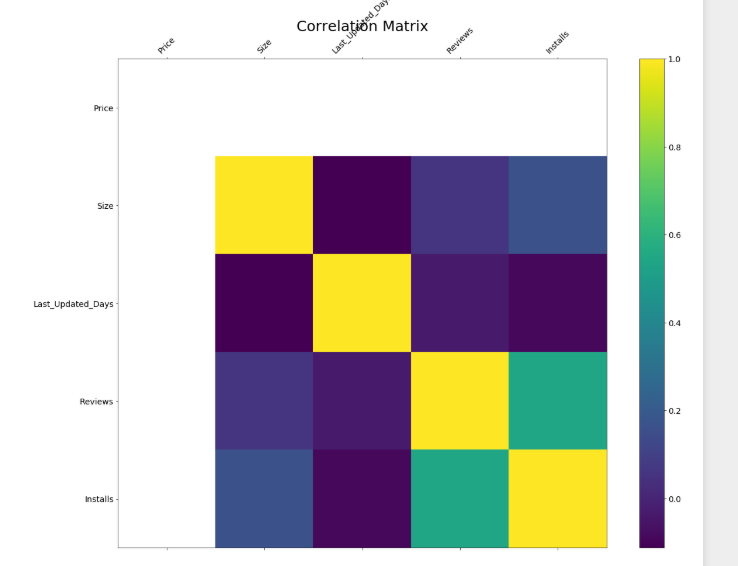 Correlation Matrix
Price
Size
Last_Updated_Days
Reviews
Installs
1.0
Price
0.8
Size
0.6
Last_Updated_Days
0.4
Reviews
0.2
Installs
0.0